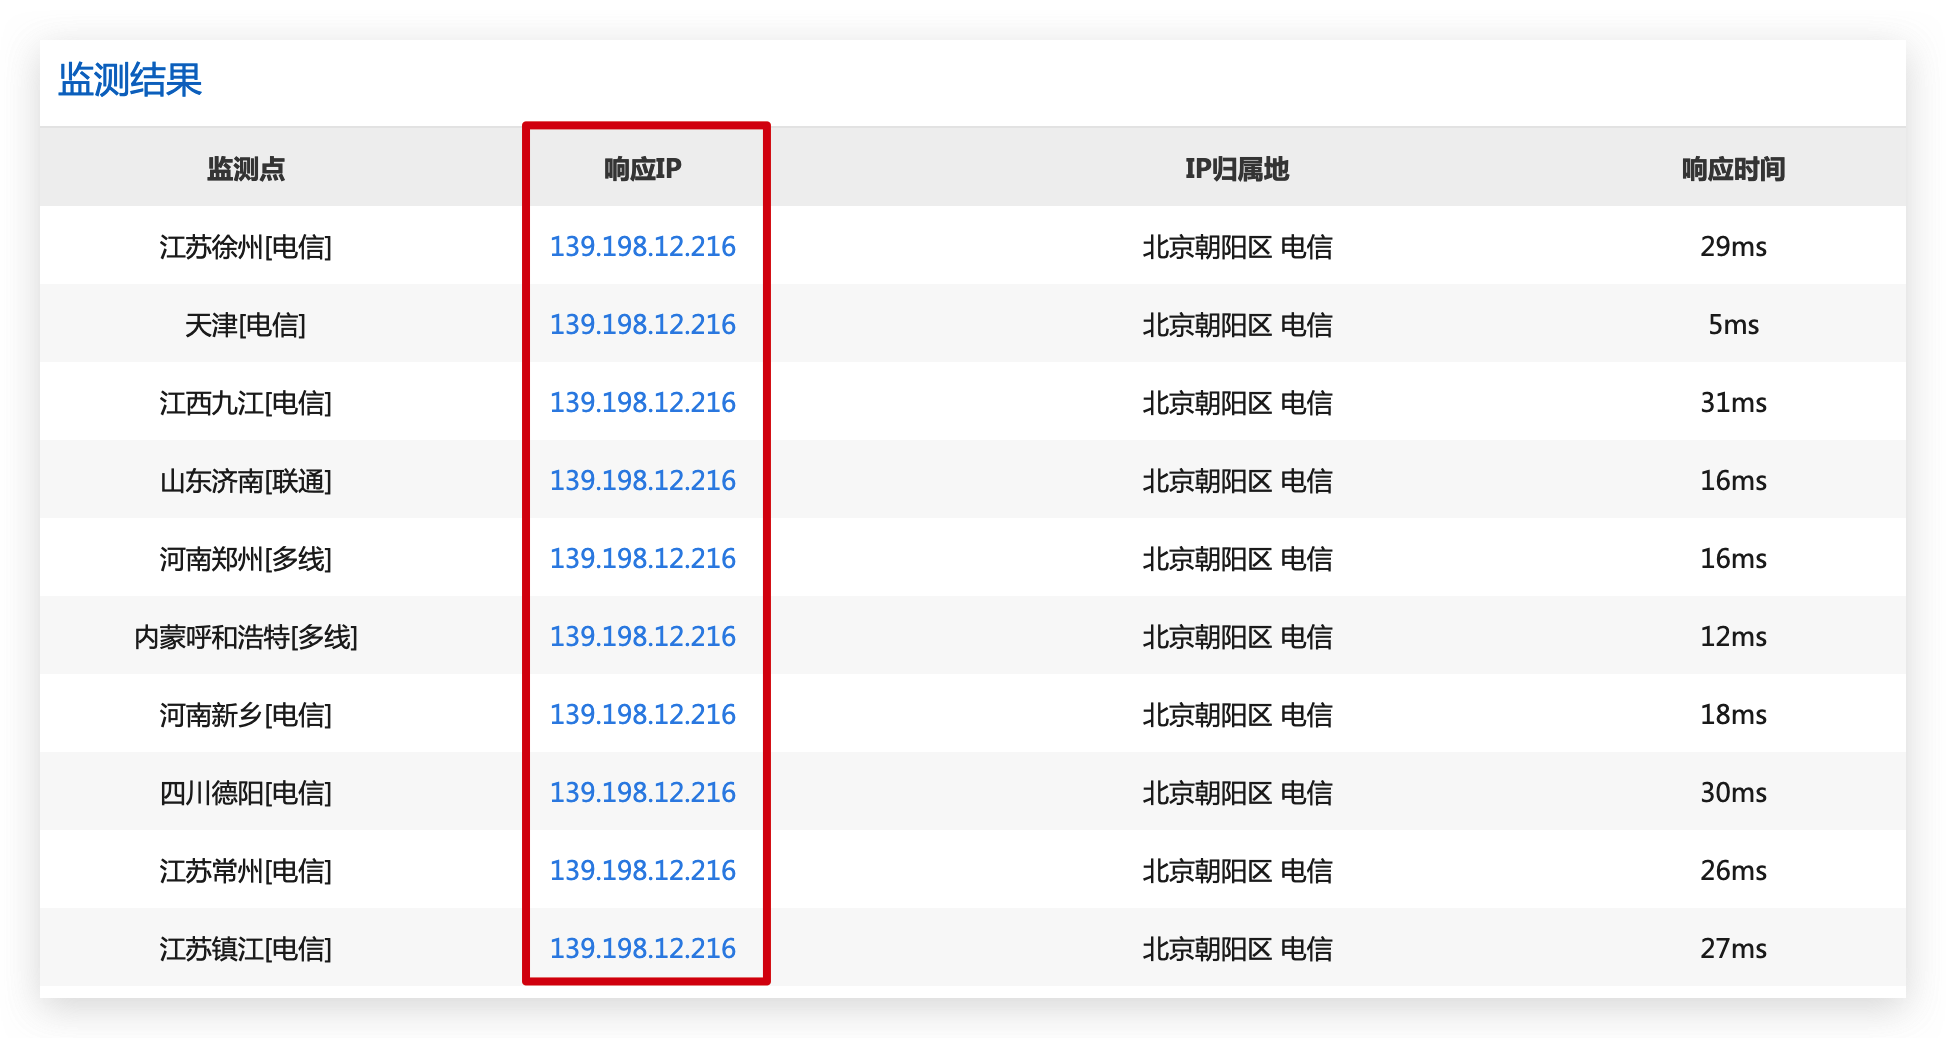 监测结果
监测点 响应IP IP归属地 响应时间
江苏徐州[电信] 139.198.12.216 北京朝阳区 电信 29ms
天津[电信] 139.198.12.216 北京朝阳区 电信 5ms
江西九江[电信] 139.198.12.216 北京朝阳区 电信 31ms
山东济南[联通] 139.198.12.216 北京朝阳区 电信 16ms
河南郑州[多线] 139.198.12.216 北京朝阳区 电信 16ms
内蒙呼和浩特[多线] 139.198.12.216 北京朝阳区 电信 12ms
河南新乡[电信] 139.198.12.216 北京朝阳区 电信 18ms
四川德阳[电信] 139.198.12.216 北京朝阳区 电信 30ms
江苏常州[电信] 139.198.12.216 北京朝阳区 电信 26ms
江苏镇江[电信] 139.198.12.216 北京朝阳区 电信 27ms